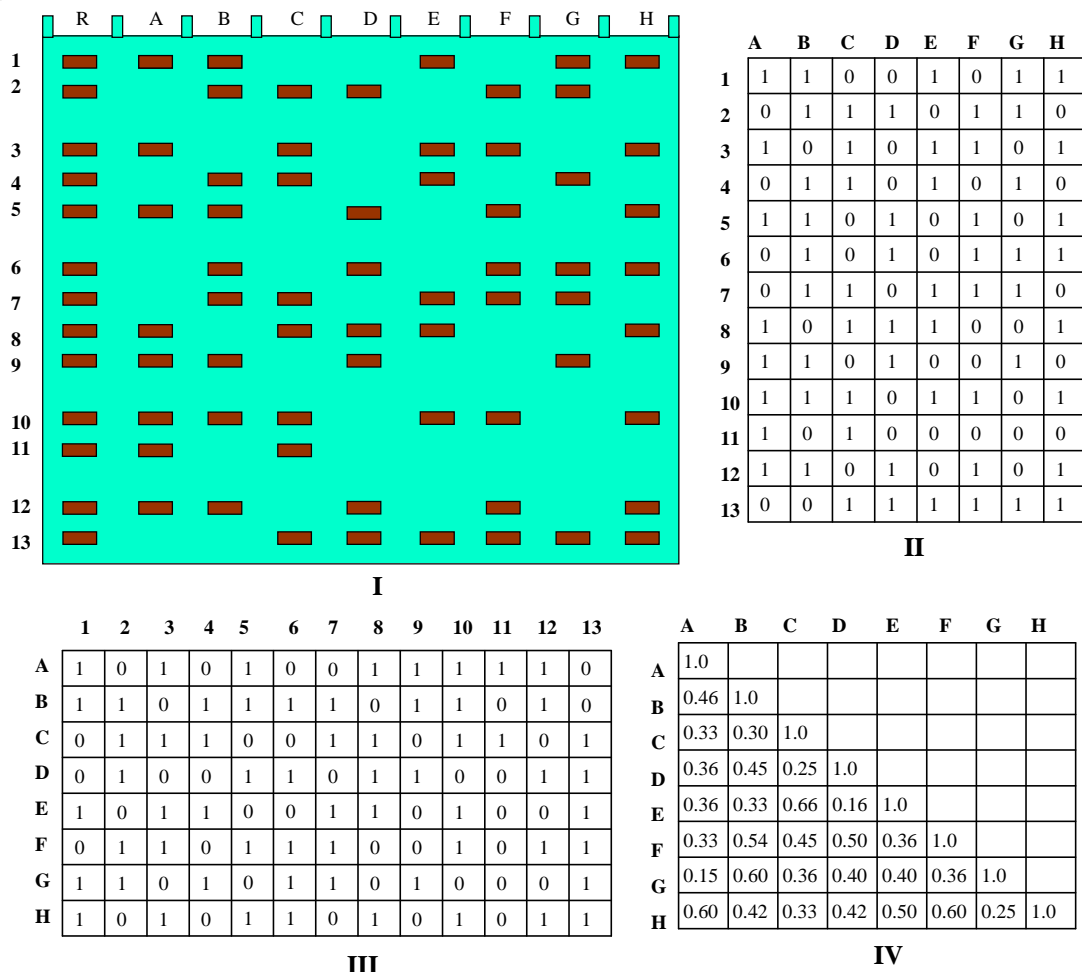 R A B C D E F G H
1
2
3
4
5
6
7
8
9
10
11
12
13
I
A B C D E F G H
1 1 1 0 0 1 0 1 1
2 0 1 1 1 0 1 1 0
3 1 0 1 0 1 1 0 1
4 0 1 1 0 1 0 1 0
5 1 1 0 1 0 1 0 1
6 0 1 0 1 0 1 1 1
7 0 1 1 0 1 1 1 0
8 1 0 1 1 1 0 0 1
9 1 1 0 1 0 0 1 0
10 1 1 1 0 1 1 0 1
11 1 0 1 0 0 0 0 0
12 1 1 0 1 0 1 0 1
13 0 0 1 1 1 1 1 1
II
1 2 3 4 5 6 7 8 9 10 11 12 13
A 1 0 1 0 1 0 0 1 1 1 1 1 0
B 1 1 0 1 1 1 1 0 1 1 0 1 0
C 0 1 1 1 0 0 1 1 0 1 1 0 1
D 0 1 0 0 1 1 0 1 1 0 0 1 1
E 1 0 1 1 0 0 1 1 0 1 0 0 1
F 0 1 1 0 1 1 1 0 0 1 0 1 1
G 1 1 0 1 0 1 1 0 1 0 0 0 1
H 1 0 1 0 1 1 0 1 0 1 0 1 1
III
A B C D E F G H
A 1.0
B 0.46 1.0
C 0.33 0.30 1.0
D 0.36 0.45 0.25 1.0
E 0.36 0.33 0.66 0.16 1.0
F 0.33 0.54 0.45 0.50 0.36 1.0
G 0.15 0.60 0.36 0.40 0.40 0.36 1.0
H 0.60 0.42 0.33 0.42 0.50 0.60 0.25 1.0
IV